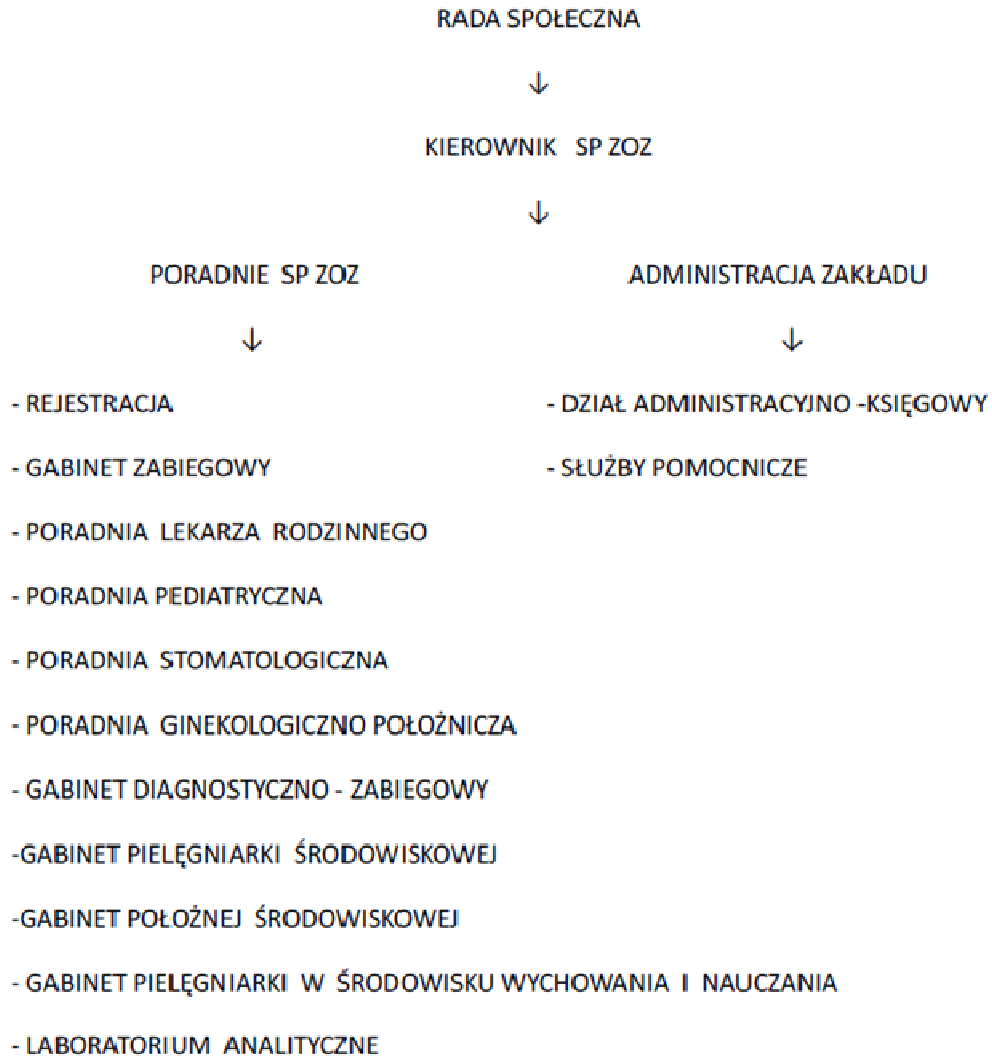 RADA SPOŁECZNA
↓
KIEROWNIK SP ZOZ
↓
PORADNIE SP ZOZ ADMINISTRACJA ZAKŁADU
↓ ↓
- REJESTRACJA - DZIAŁ ADMINISTRACYJNO -KSIĘGOWY
- GABINET ZABIEGOWY - SŁUŻBY POMOCNICZE
- PORADNIA LEKARZA RODZINNEGO
- PORADNIA PEDIATRYCZNA
- PORADNIA STOMATOLOGICZNA
- PORADNIA GINEKOLOGICZNO POŁOŻNICZA
- GABINET DIAGNOSTYCZNO - ZABIEGOWY
-GABINET PIELĘGNIARKI ŚRODOWISKOWEJ
-GABINET POŁOŻNEJ ŚRODOWISKOWEJ
- GABINET PIELĘGNIARKI W ŚRODOWISKU WYCHOWANIA I NAUCZANIA
- LABORATORIUM ANALITYCZNE